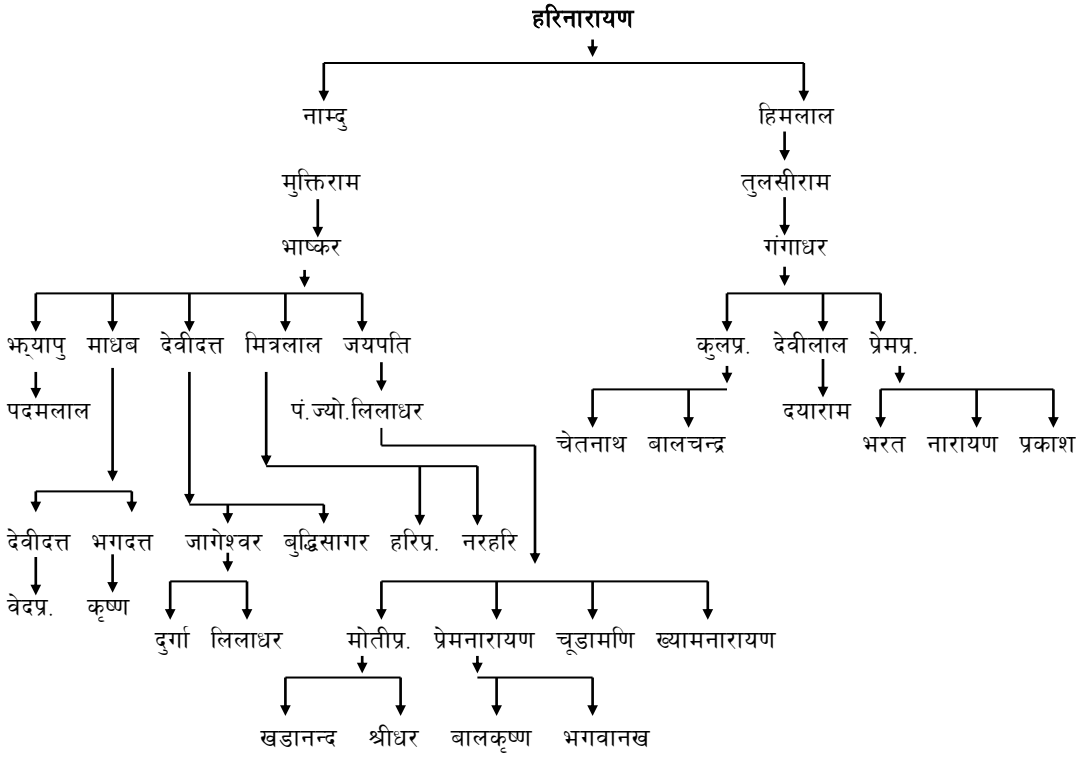 हरिनारायण
नाम्दु हिमलाल
मुक्तिराम तुलसीराम
भाष्कर गंगाधर
झ्यापु माधब देवीदत्त मित्रलाल जयपति कुलप्र. देवीलाल प्रेमप्र.
पदमलाल पं.ज्यो.लिलाधर दयाराम
चेतनाथ बालचन्द्र भरत नारायण प्रकाश
देवीदत्त भगदत्त जागेश्वर बुद्धिसागर हरिप्र. नरहरि
वेदप्र. कृष्ण
दुर्गा लिलाधर मोतीप्र. प्रेमनारायण चूडामणि ख्यामनारायण
खडानन्द श्रीधर बालकृष्ण भगवानख